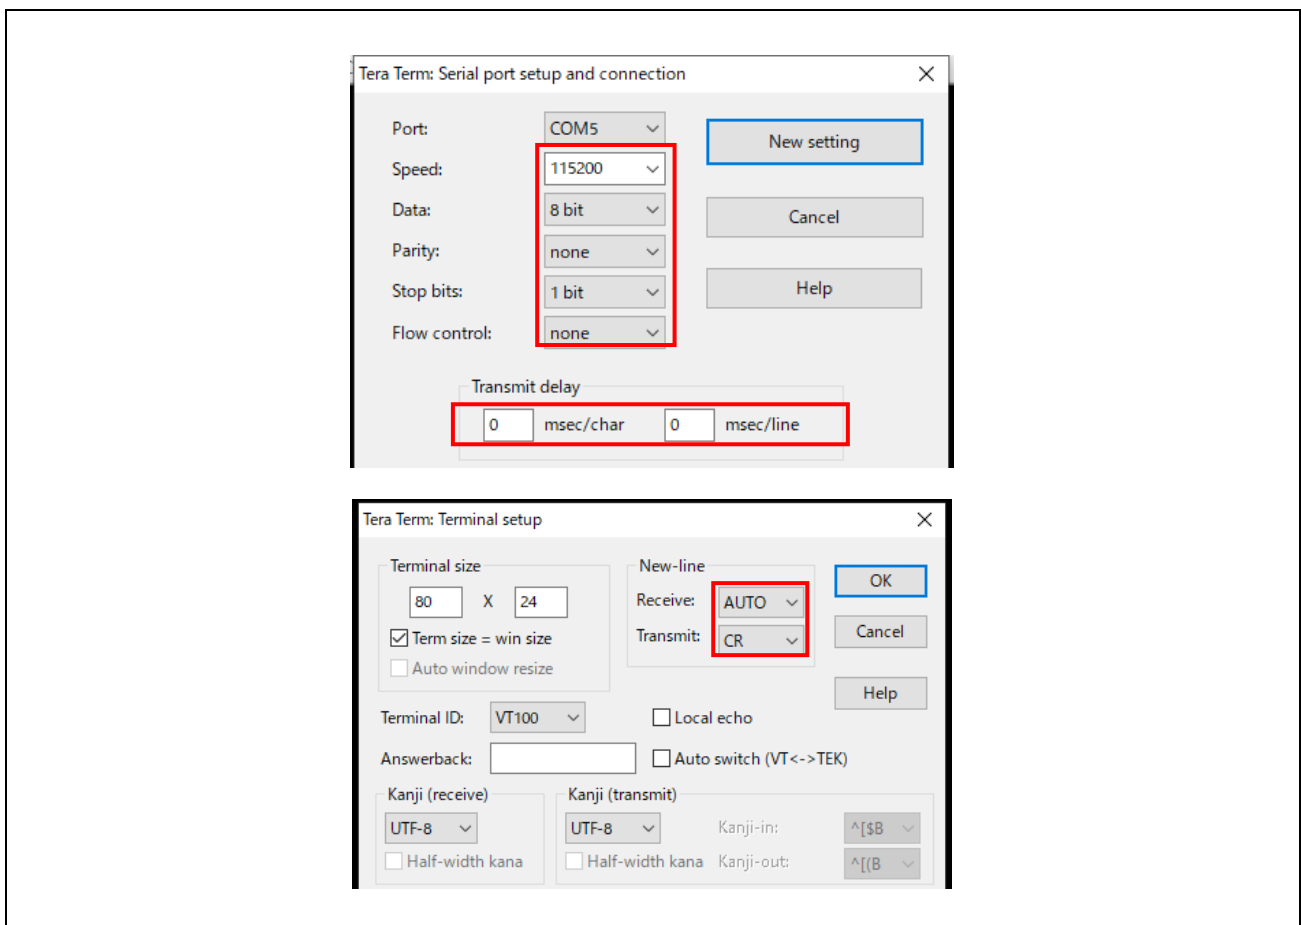 Tera Term: Serial port setup and connection
Port: COM5
New setting
Speed: 115200
Data: 8 bit
Cancel
Parity: none
Stop bits: 1 bit
Help
Flow control: none
Transmit delay
0 msec/char 0 msec/line
Tera Term: Terminal setup
Terminal size
80 X 24
Term size = win size
Auto window resize
New-line
Receive: AUTO
Transmit: CR
OK
Cancel
Help
Terminal ID: VT100
Local echo
Answerback:
Auto switch (VT<->TEK)
Kanji (receive)
UTF-8
Half-width kana
Kanji (transmit)
UTF-8
Kanji-in: ^[$B
Half-width kana
Kanji-out: ^[(B